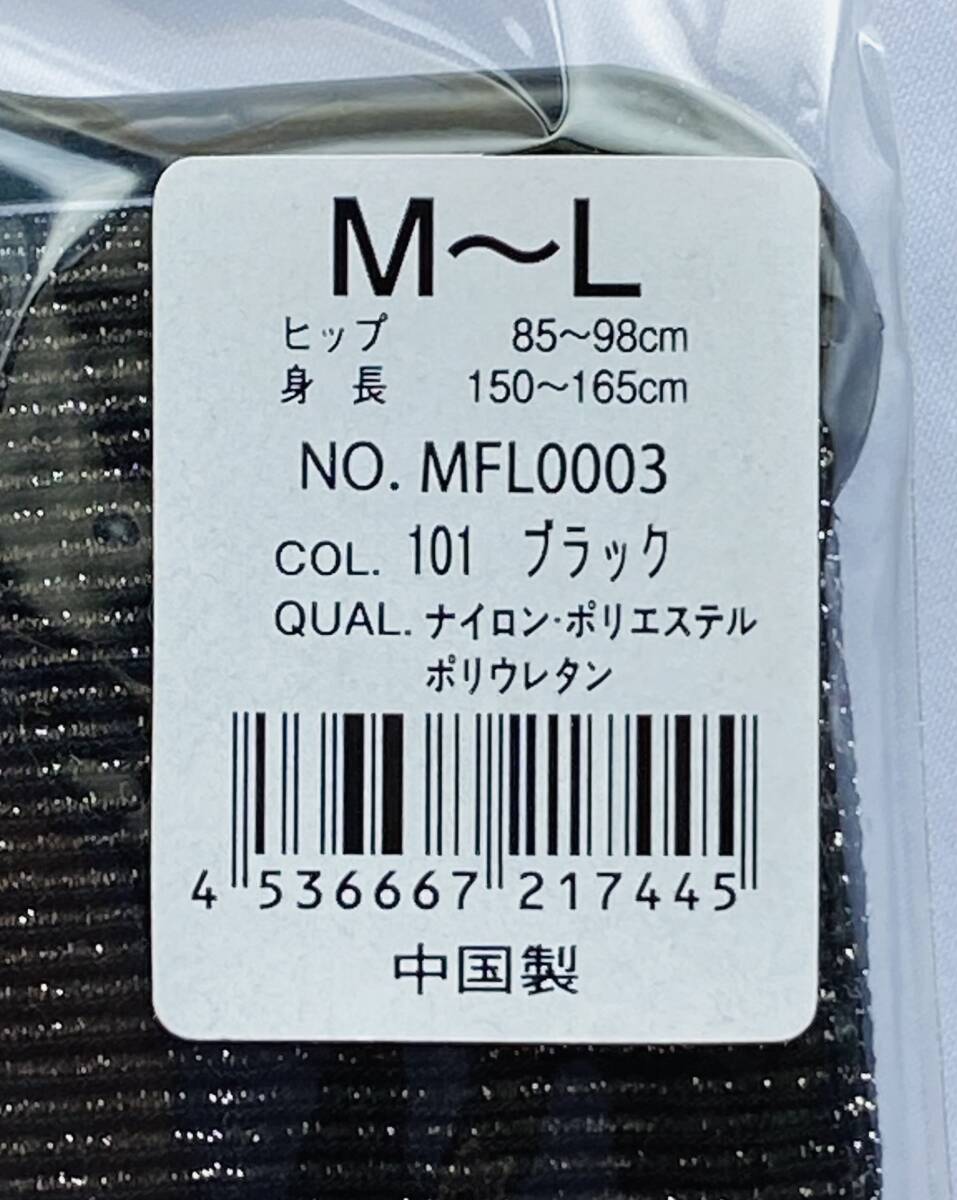 M～L
ヒップ 85～98cm
身長 150～165cm
NO. MFL0003
COL. 101 ブラック
QUAL. ナイロン・ポリエステル
ポリウレタン
4 536667 217445
中国製